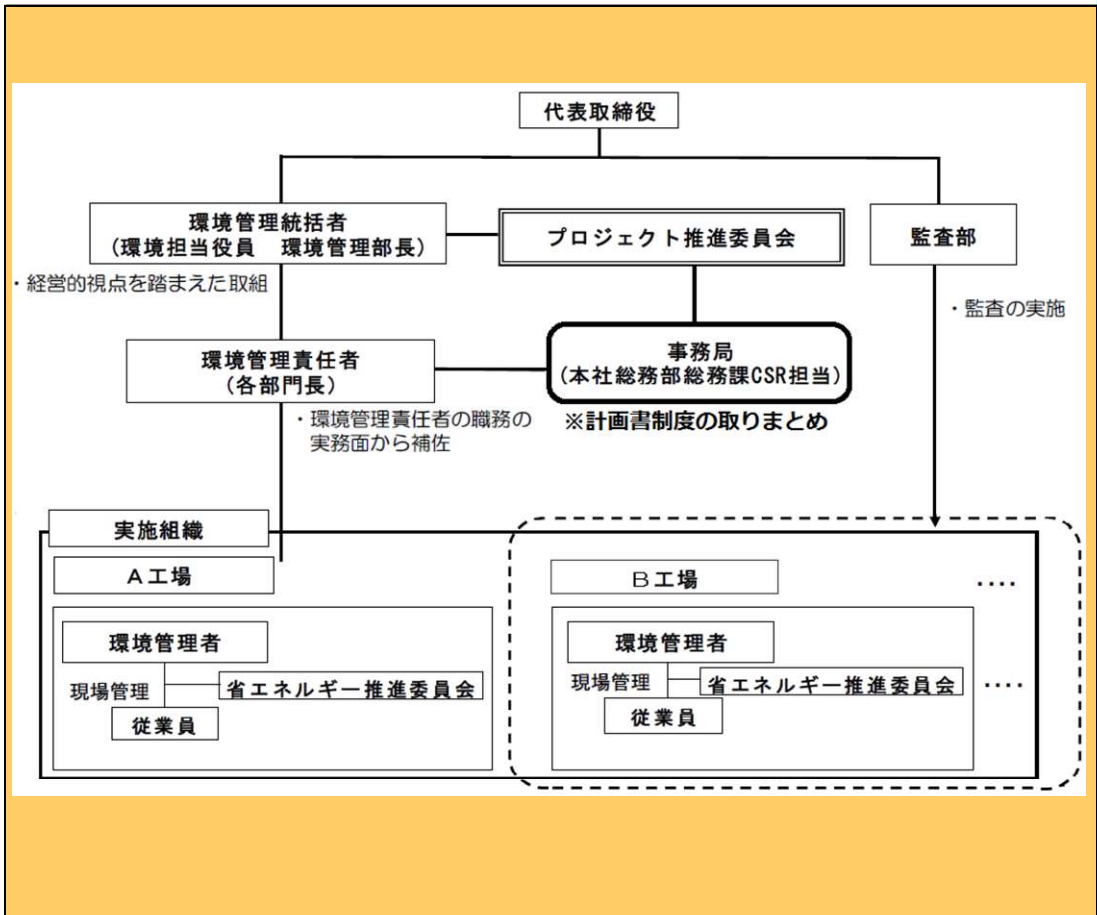 代表取締役
環境管理統括者
(環境担当役員　環境管理部長)
プロジェクト推進委員会
監査部
・経営的視点を踏まえた取組
・監査の実施
環境管理責任者
(各部門長)
事務局
(本社総務部総務課CSR担当)
※計画書制度の取りまとめ
・環境管理責任者の職務の
実務面から補佐
実施組織
A工場
環境管理者
現場管理
省エネルギー推進委員会
従業員
B工場
....
環境管理者
現場管理
省エネルギー推進委員会
....
従業員